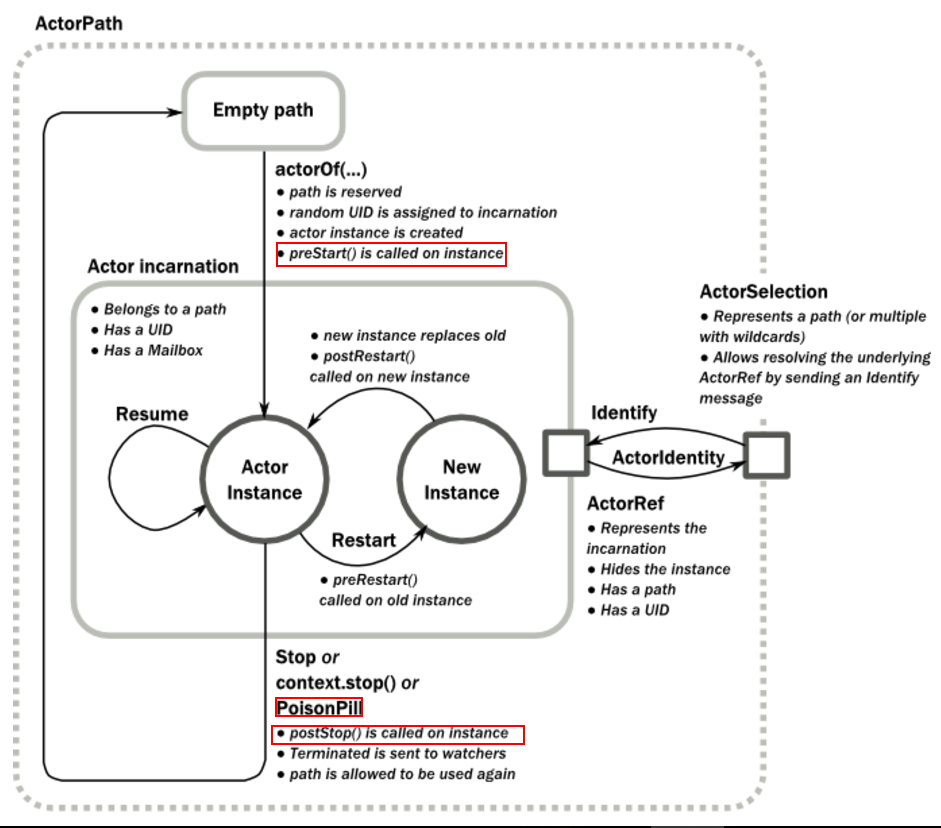 ActorPath
Empty path
actorOf(...)
● path is reserved
● random UID is assigned to incarnation
● actor instance is created
● preStart() is called on instance
Actor incarnation
● Belongs to a path
● Has a UID
● Has a Mailbox
● new instance replaces old
● postRestart()
called on new instance
Resume
Actor
Instance
New
Instance
Restart
● preRestart()
called on old instance
ActorSelection
● Represents a path (or multiple
with wildcards)
● Allows resolving the underlying
ActorRef by sending an Identify
message
Identify
ActorIdentity
ActorRef
● Represents the
incarnation
● Hides the instance
● Has a path
● Has a UID
Stop or
context.stop() or
PoisonPill
● postStop() is called on instance
● Terminated is sent to watchers
● path is allowed to be used again